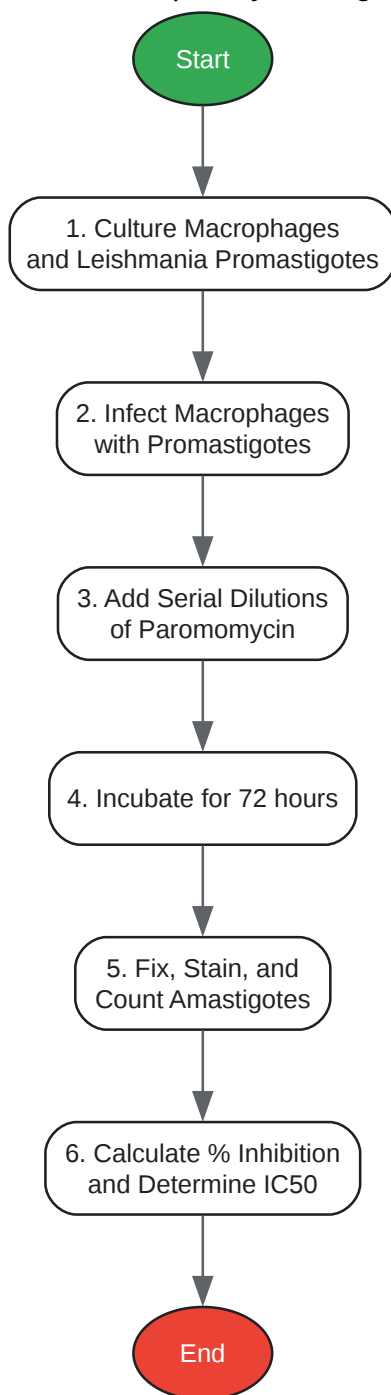 Start
1. Culture Macrophages
and Leishmania Promastigotes
2. Infect Macrophages
with Promastigotes
3. Add Serial Dilutions
of Paromomycin
4. Incubate for 72 hours
5. Fix, Stain, and
Count Amastigotes
6. Calculate % Inhibition
and Determine IC50
End